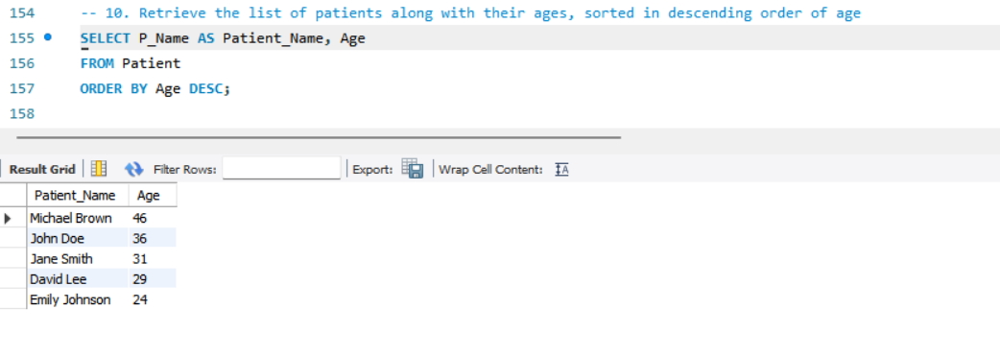 154 -- 10. Retrieve the list of patients along with their ages, sorted in descending order of age
155 SELECT P_Name AS Patient_Name, Age
156 FROM Patient
157 ORDER BY Age DESC;
158
Result Grid Filter Rows: Export: Wrap Cell Content:
Patient_Name Age
Michael Brown 46
John Doe 36
Jane Smith 31
David Lee 29
Emily Johnson 24